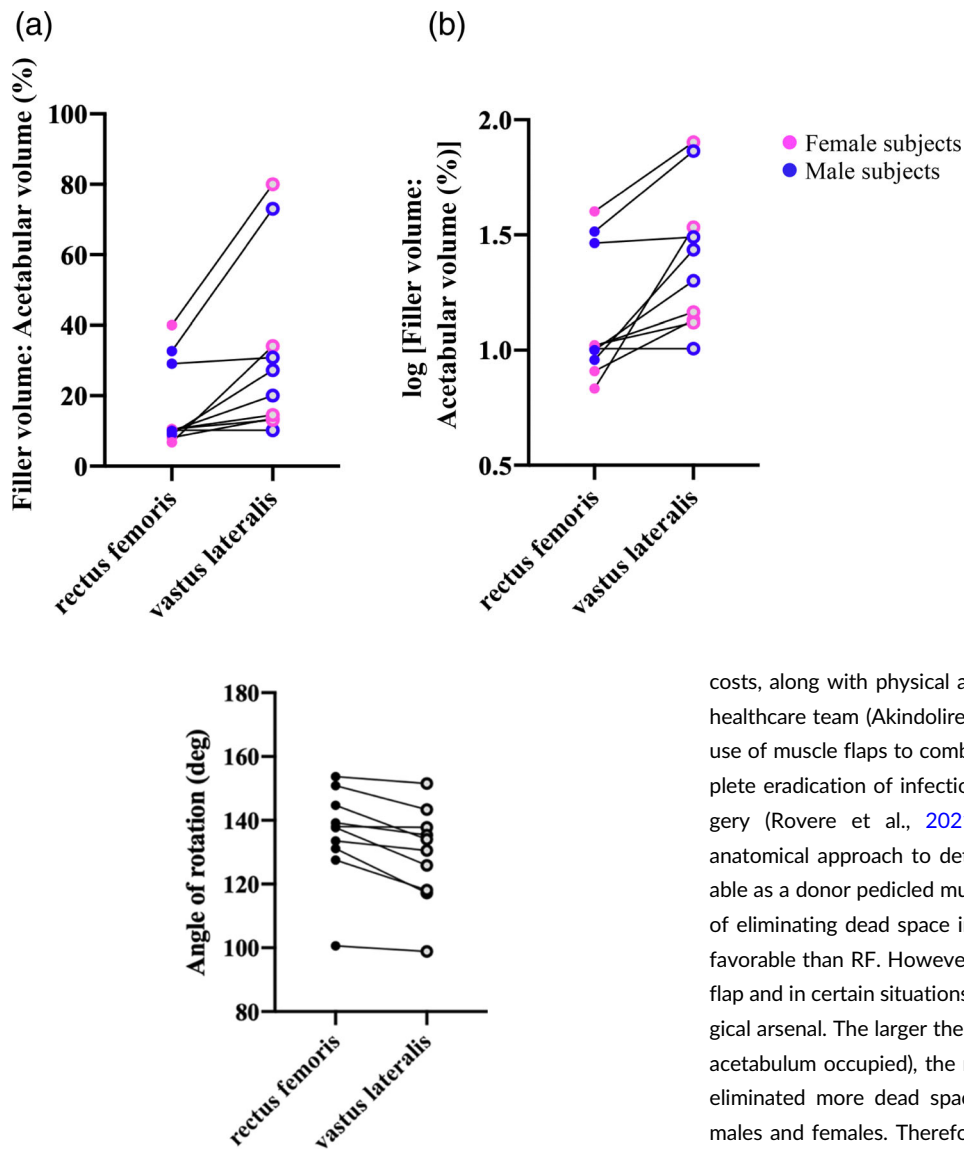 (a)
Filler volume: Acetabular volume (%)
100
80
60
40
20
0
rectus femoris
vastus lateralis
(b)
log [Filler volume:
Acetabular volume (%)]
2.0
1.5
1.0
0.5
rectus femoris
vastus lateralis
Female subjects
Male subjects
Angle of rotation (deg)
180
160
140
120
100
80
rectus femoris
vastus lateralis
costs, along with physical a
healthcare team (Akindolire
use of muscle flaps to comb
plete eradication of infectio
gery (Rovere et al., 202
anatomical approach to det
able as a donor pedicled mu
of eliminating dead space i
favorable than RF. Howeve
flap and in certain situations
gical arsenal. The larger the
acetabulum occupied), the r
eliminated more dead spac
males and females. Therefo